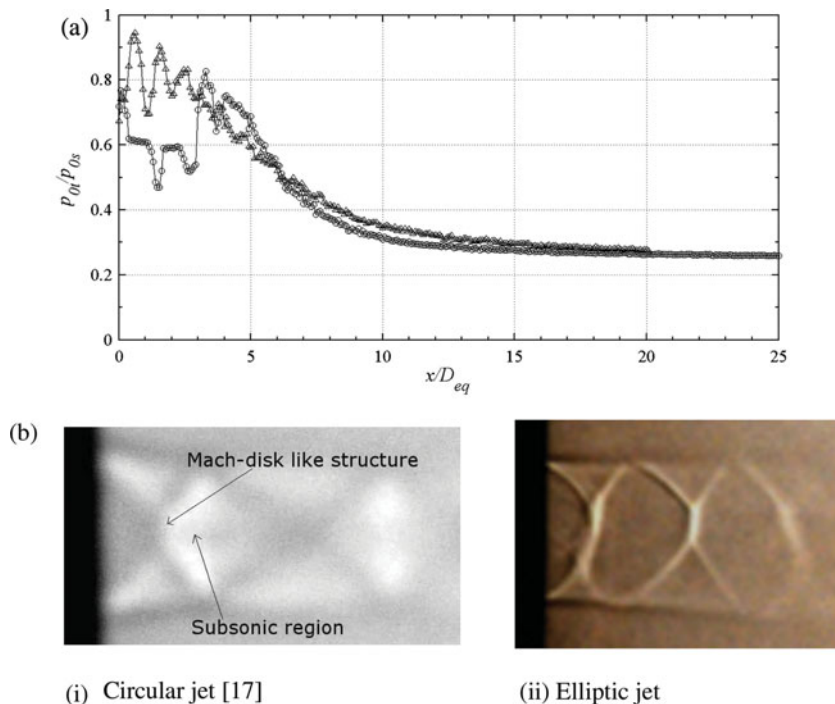 (a)
1
0.8
0.6
0.4
0.2
0
p0t/p0s
0 5 10 15 20 25
x/Deq
(b)
Mach-disk like structure
Subsonic region
(i) Circular jet [17]
(ii) Elliptic jet